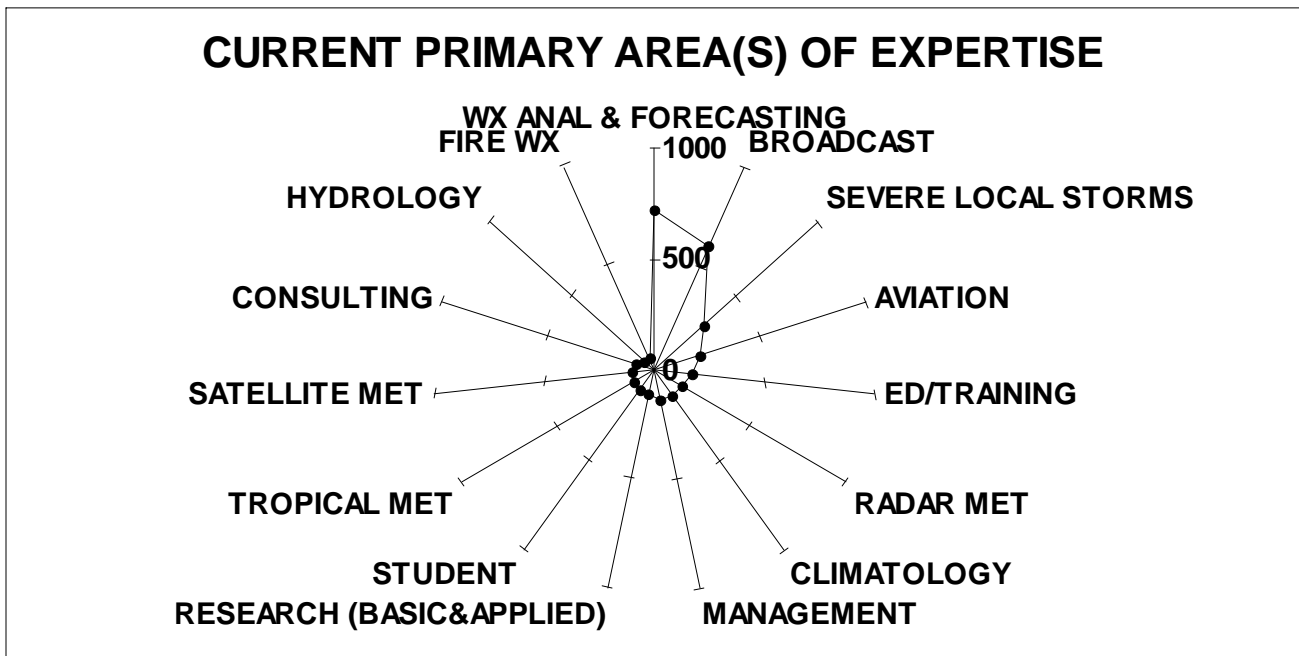 CURRENT PRIMARY AREA(S) OF EXPERTISE
WX ANAL & FORECASTING
FIRE WX
1000
BROADCAST
HYDROLOGY
SEVERE LOCAL STORMS
500
CONSULTING
AVIATION
0
SATELLITE MET
ED/TRAINING
TROPICAL MET
RADAR MET
STUDENT
CLIMATOLOGY
RESEARCH (BASIC&APPLIED)
MANAGEMENT